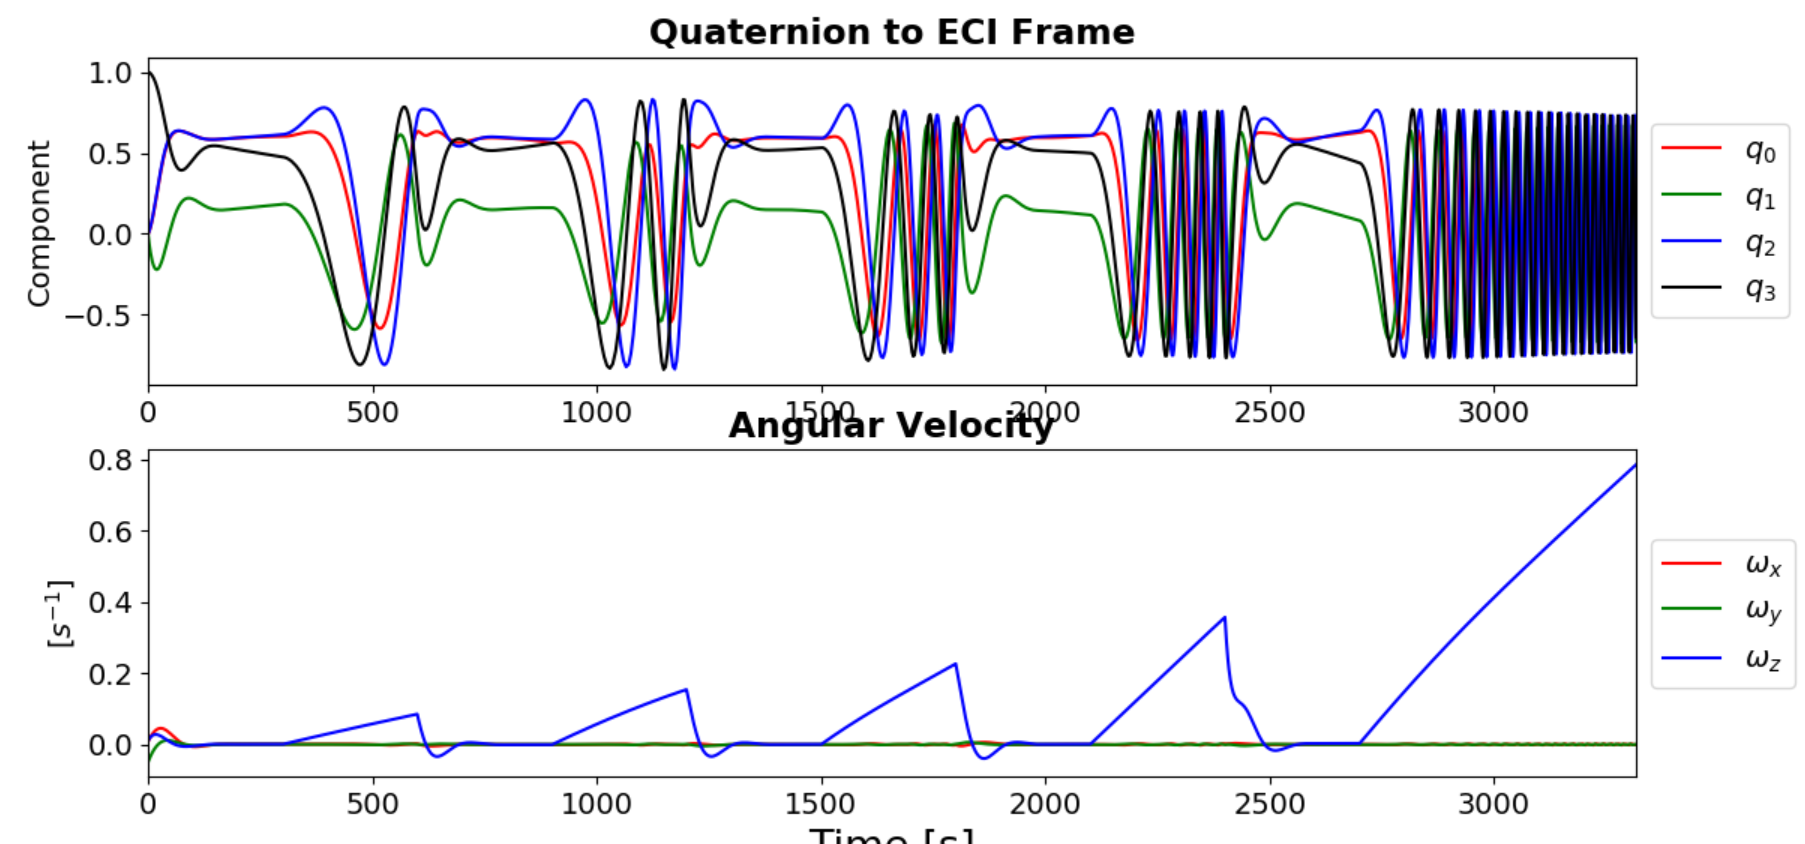 Quaternion to ECI Frame
Component
1.0
0.5
0.0
−0.5
0 500 1000 1500 2000 2500 3000
q₀
q₁
q₂
q₃
Angular Velocity
[s⁻¹]
0.8
0.6
0.4
0.2
0.0
0 500 1000 1500 2000 2500 3000
Time [s]
ωₓ
ω_y
ω_z